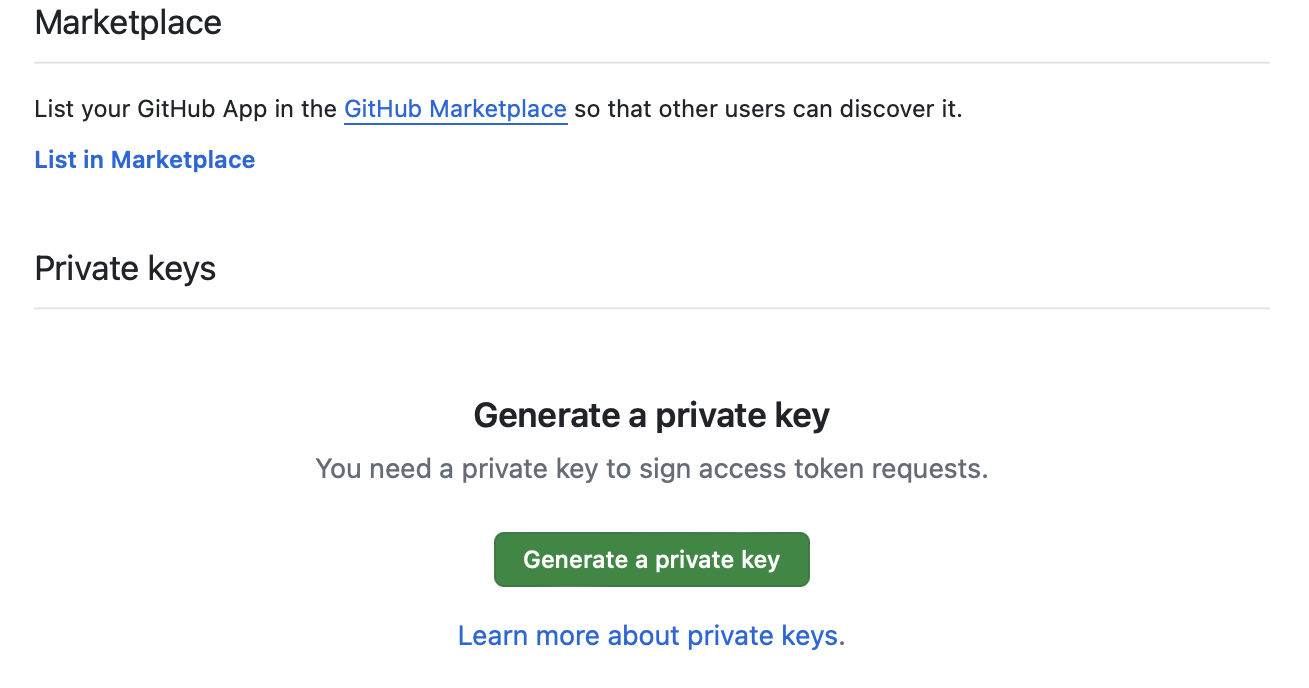 Marketplace
List your GitHub App in the GitHub Marketplace so that other users can discover it.
List in Marketplace
Private keys
Generate a private key
You need a private key to sign access token requests.
Generate a private key
Learn more about private keys.